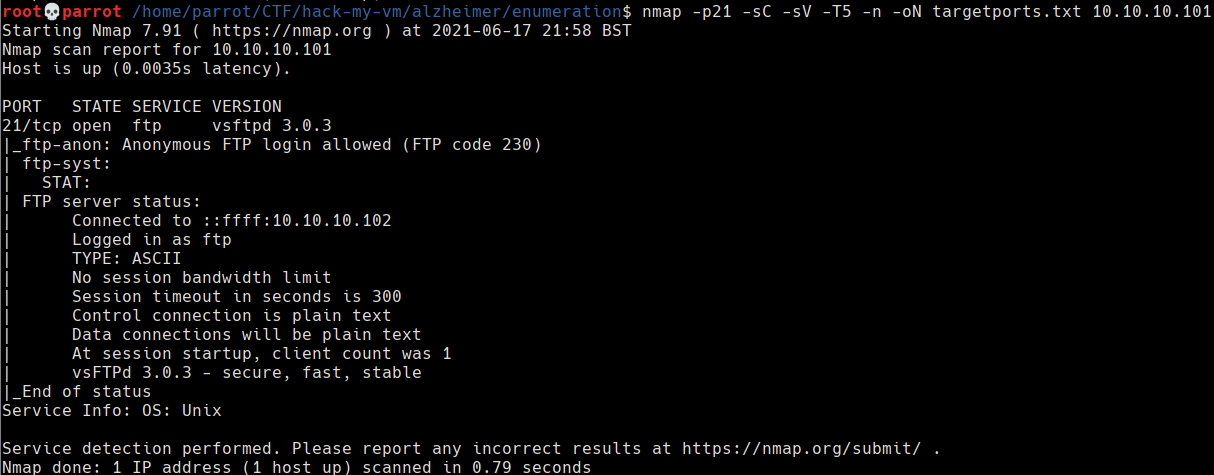 root💀parrot /home/parrot/CTF/hack-my-vm/alzheimer/enumeration$ nmap -p21 -sC -sV -T5 -n -oN targetports.txt 10.10.10.101
Starting Nmap 7.91 ( https://nmap.org ) at 2021-06-17 21:58 BST
Nmap scan report for 10.10.10.101
Host is up (0.0035s latency).

PORT   STATE SERVICE VERSION
21/tcp open  ftp     vsftpd 3.0.3
|_ftp-anon: Anonymous FTP login allowed (FTP code 230)
| ftp-syst:
|   STAT:
| FTP server status:
|      Connected to ::ffff:10.10.10.102
|      Logged in as ftp
|      TYPE: ASCII
|      No session bandwidth limit
|      Session timeout in seconds is 300
|      Control connection is plain text
|      Data connections will be plain text
|      At session startup, client count was 1
|      vsFTPd 3.0.3 - secure, fast, stable
|_End of status
Service Info: OS: Unix

Service detection performed. Please report any incorrect results at https://nmap.org/submit/ .
Nmap done: 1 IP address (1 host up) scanned in 0.79 seconds